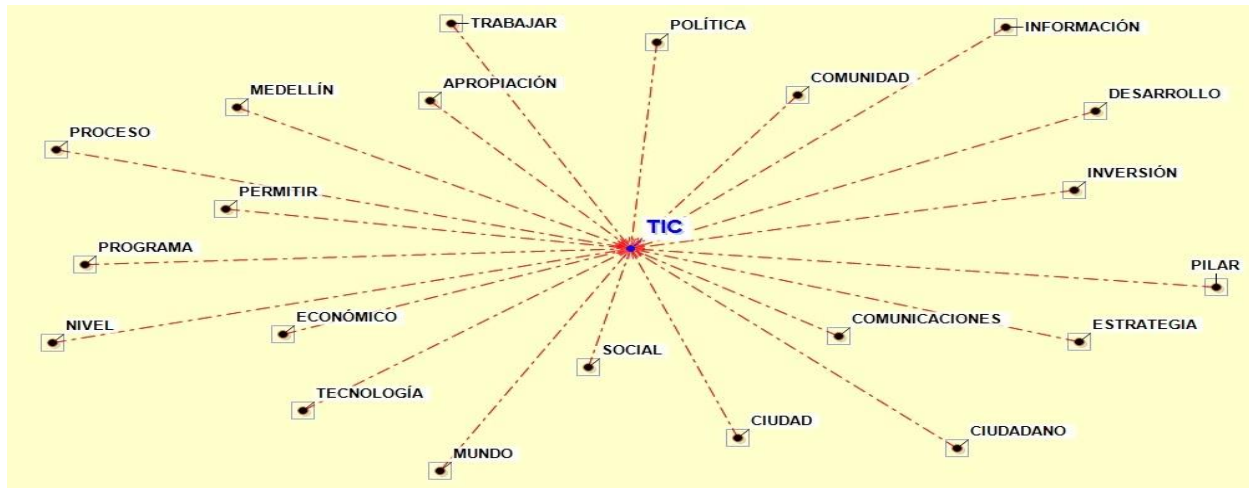 TRABAJAR
POLÍTICA
INFORMACIÓN
COMUNIDAD
APROPIACIÓN
MEDELLÍN
DESARROLLO
PROCESO
INVERSIÓN
PERMITIR
TIC
PROGRAMA
PILAR
NIVEL
ECONÓMICO
COMUNICACIONES
ESTRATEGIA
SOCIAL
TECNOLOGÍA
CIUDAD
CIUDADANO
MUNDO